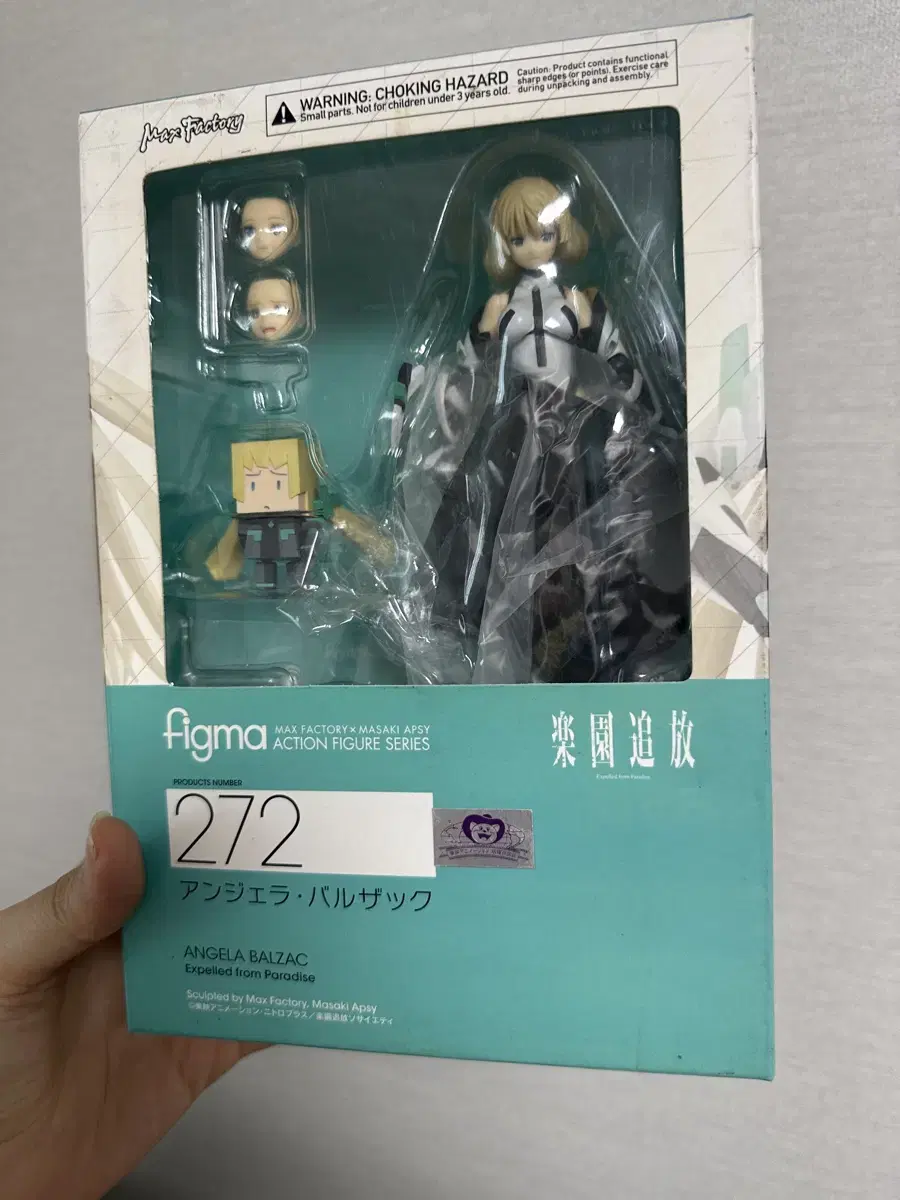 Max Factory
WARNING: CHOKING HAZARD
Small parts. Not for children under 3 years old.
Caution: Product contains functional
sharp edges (or points). Exercise care
during unpacking and assembly.
figma
MAX FACTORY×MASAKI APSY
ACTION FIGURE SERIES
楽園追放
Expelled from Paradise
PRODUCTS NUMBER
272
アンジェラ・バルザック
ANGELA BALZAC
Expelled from Paradise
Sculpted by Max Factory, Masaki Apsy
©東映アニメーション・ニトロプラス/楽園追放ソサイエティ